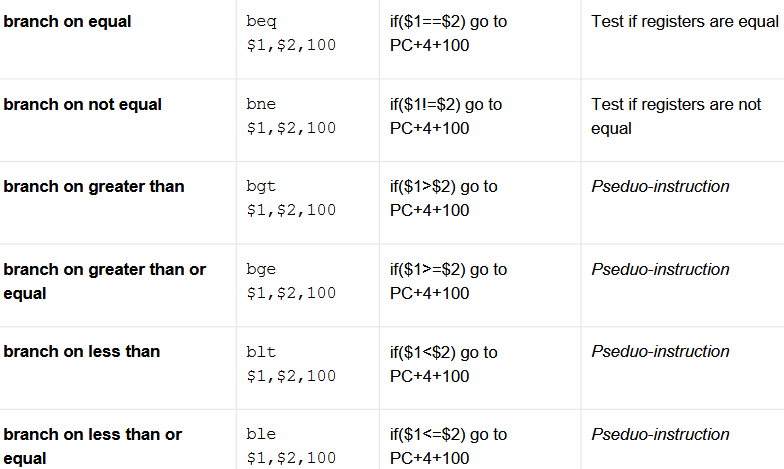 branch on equal
beq
$1,$2,100
if($1==$2) go to
PC+4+100
Test if registers are equal
branch on not equal
bne
$1,$2,100
if($1!=$2) go to
PC+4+100
Test if registers are not
equal
branch on greater than
bgt
$1,$2,100
if($1>$2) go to
PC+4+100
Pseduo-instruction
branch on greater than or
equal
bge
$1,$2,100
if($1>=$2) go to
PC+4+100
Pseduo-instruction
branch on less than
blt
$1,$2,100
if($1<$2) go to
PC+4+100
Pseduo-instruction
branch on less than or
equal
ble
$1,$2,100
if($1<=$2) go to
PC+4+100
Pseduo-instruction